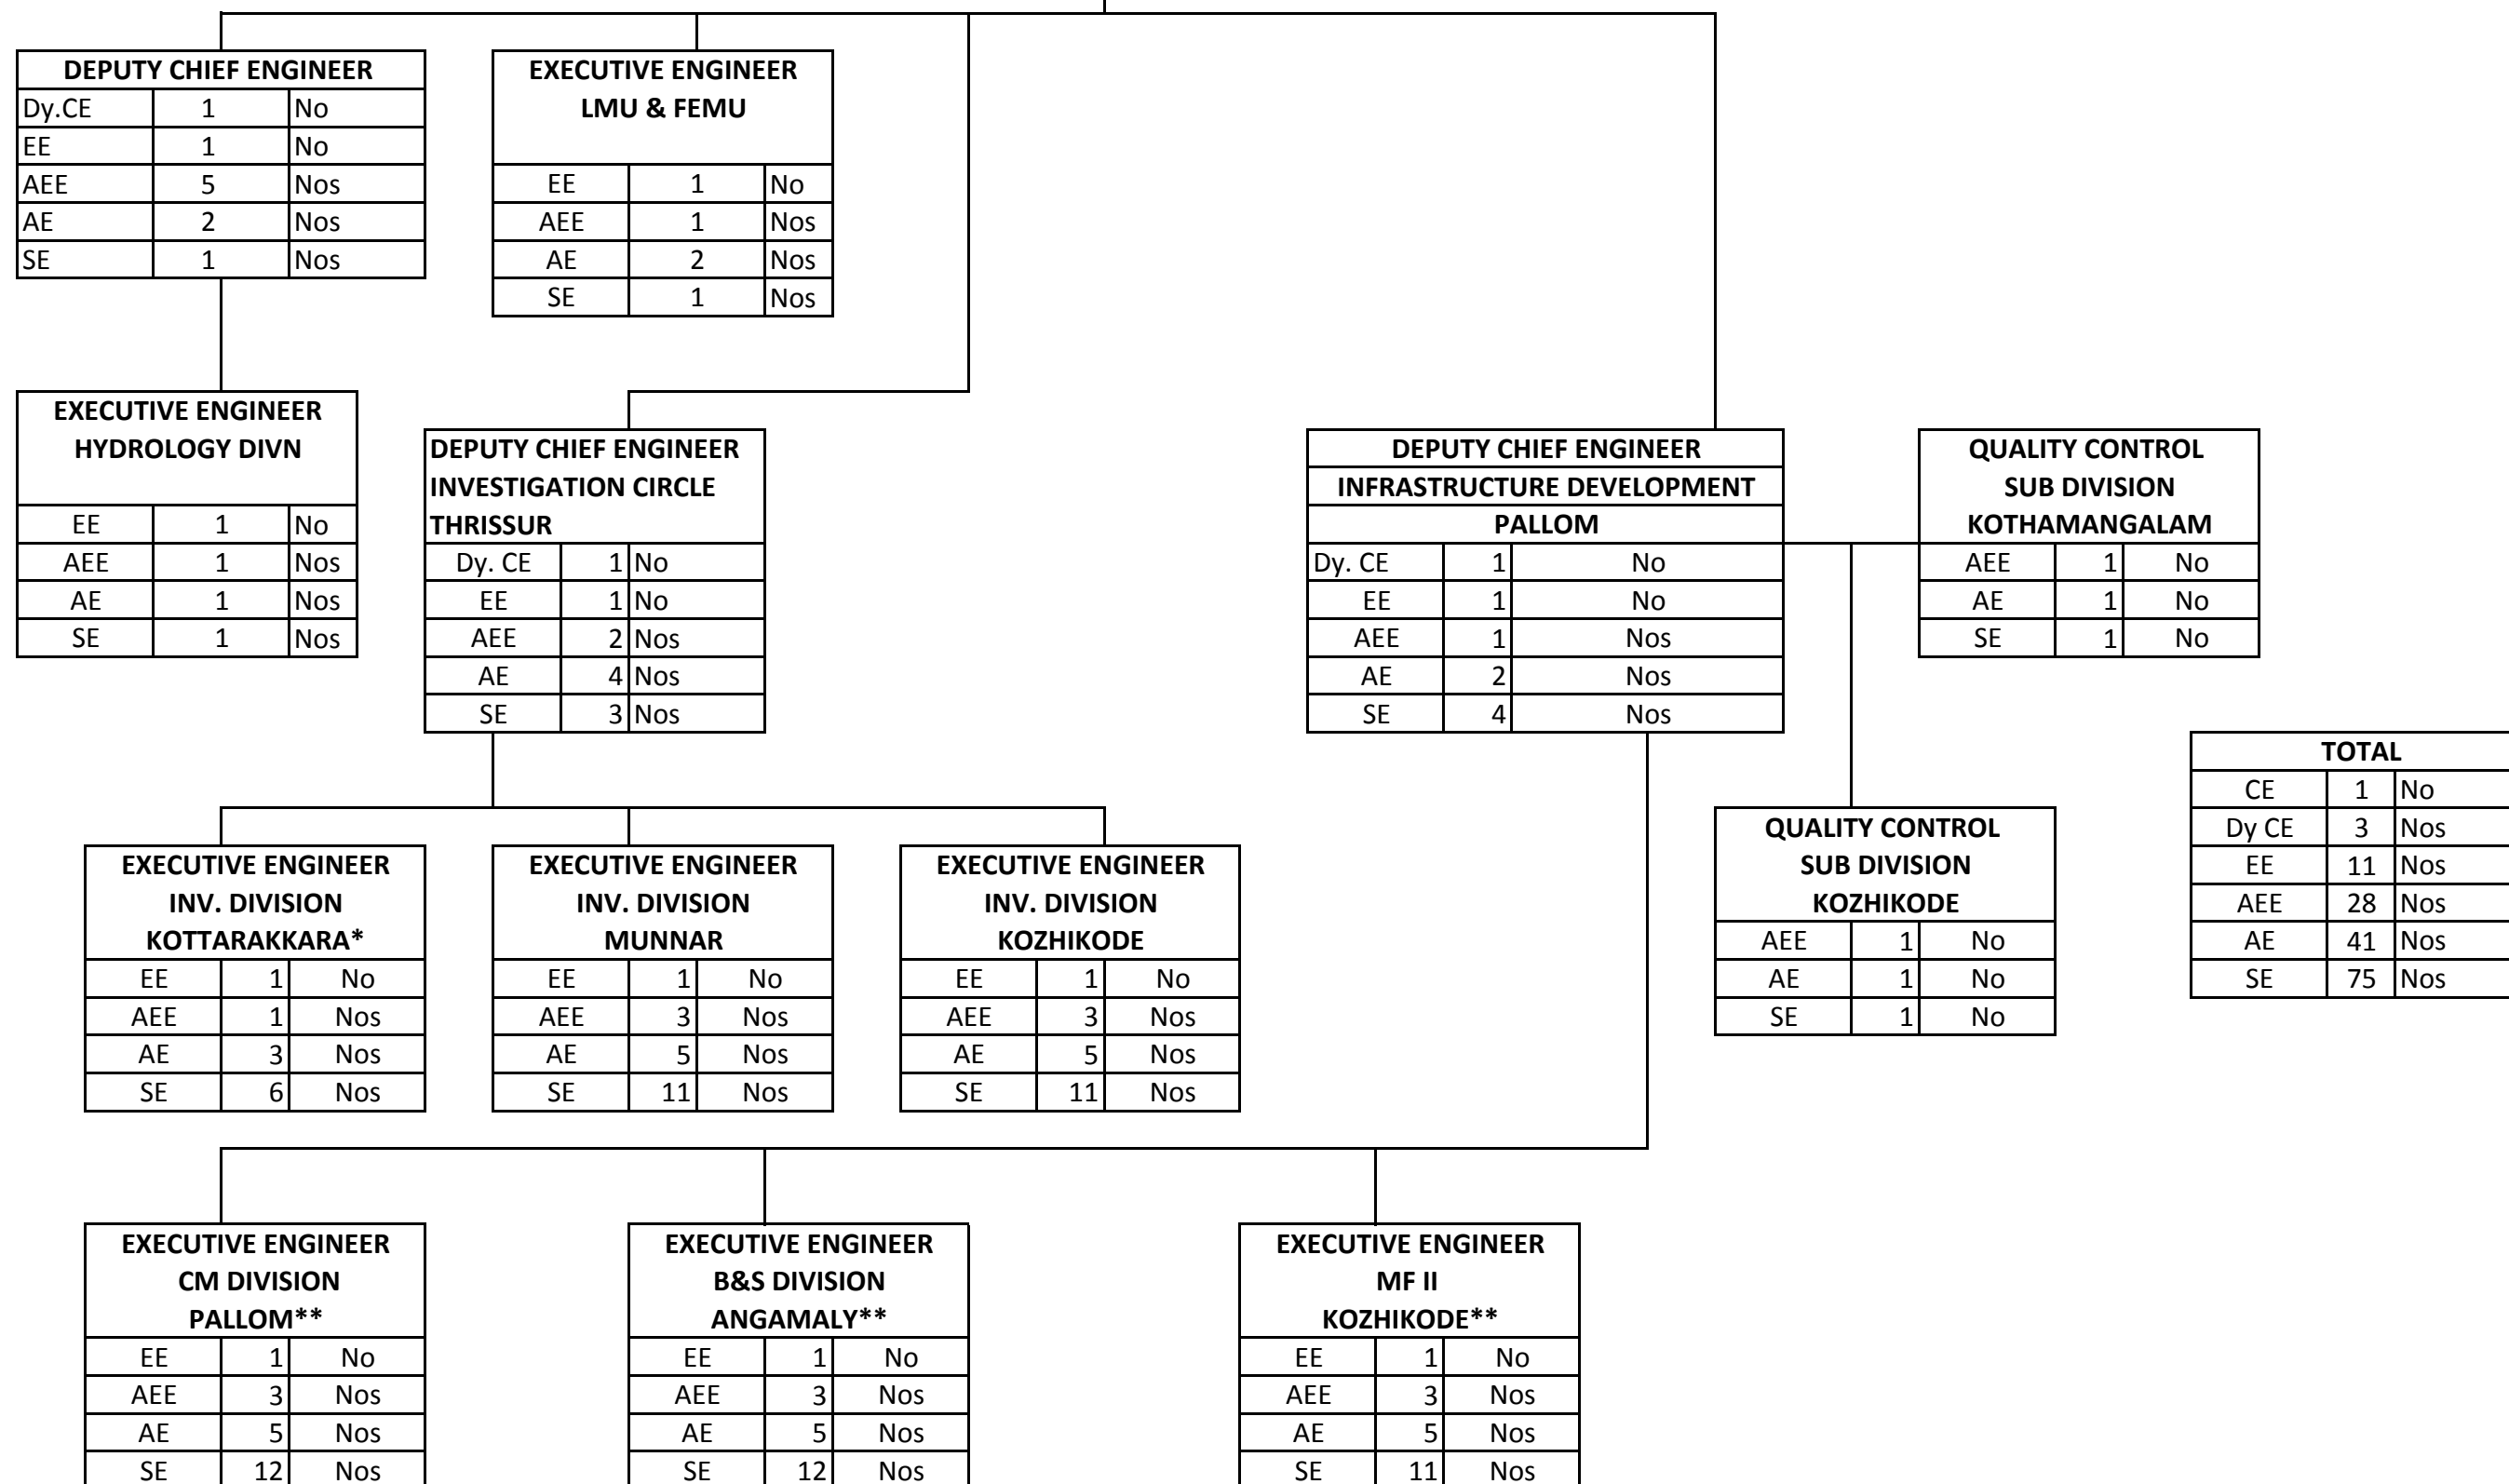 DEPUTY CHIEF ENGINEER
Dy.CE 1 No
EE 1 No
AEE 5 Nos
AE 2 Nos
SE 1 Nos
EXECUTIVE ENGINEER
LMU & FEMU
EE 1 No
AEE 1 Nos
AE 2 Nos
SE 1 Nos
EXECUTIVE ENGINEER
HYDROLOGY DIVN
EE 1 No
AEE 1 Nos
AE 1 Nos
SE 1 Nos
DEPUTY CHIEF ENGINEER
INVESTIGATION CIRCLE
THRISSUR
Dy. CE 1 No
EE 1 No
AEE 2 Nos
AE 4 Nos
SE 3 Nos
DEPUTY CHIEF ENGINEER
INFRASTRUCTURE DEVELOPMENT
PALLOM
Dy. CE 1 No
EE 1 No
AEE 1 Nos
AE 2 Nos
SE 4 Nos
QUALITY CONTROL
SUB DIVISION
KOTHAMANGALAM
AEE 1 No
AE 1 No
SE 1 No
TOTAL
CE 1 No
Dy CE 3 Nos
EE 11 Nos
AEE 28 Nos
AE 41 Nos
SE 75 Nos
EXECUTIVE ENGINEER
INV. DIVISION
KOTTARAKKARA*
EE 1 No
AEE 1 Nos
AE 3 Nos
SE 6 Nos
EXECUTIVE ENGINEER
INV. DIVISION
MUNNAR
EE 1 No
AEE 3 Nos
AE 5 Nos
SE 11 Nos
EXECUTIVE ENGINEER
INV. DIVISION
KOZHIKODE
EE 1 No
AEE 3 Nos
AE 5 Nos
SE 11 Nos
QUALITY CONTROL
SUB DIVISION
KOZHIKODE
AEE 1 No
AE 1 No
SE 1 No
EXECUTIVE ENGINEER
CM DIVISION
PALLOM**
EE 1 No
AEE 3 Nos
AE 5 Nos
SE 12 Nos
EXECUTIVE ENGINEER
B&S DIVISION
ANGAMALY**
EE 1 No
AEE 3 Nos
AE 5 Nos
SE 12 Nos
EXECUTIVE ENGINEER
MF II
KOZHIKODE**
EE 1 No
AEE 3 Nos
AE 5 Nos
SE 11 Nos